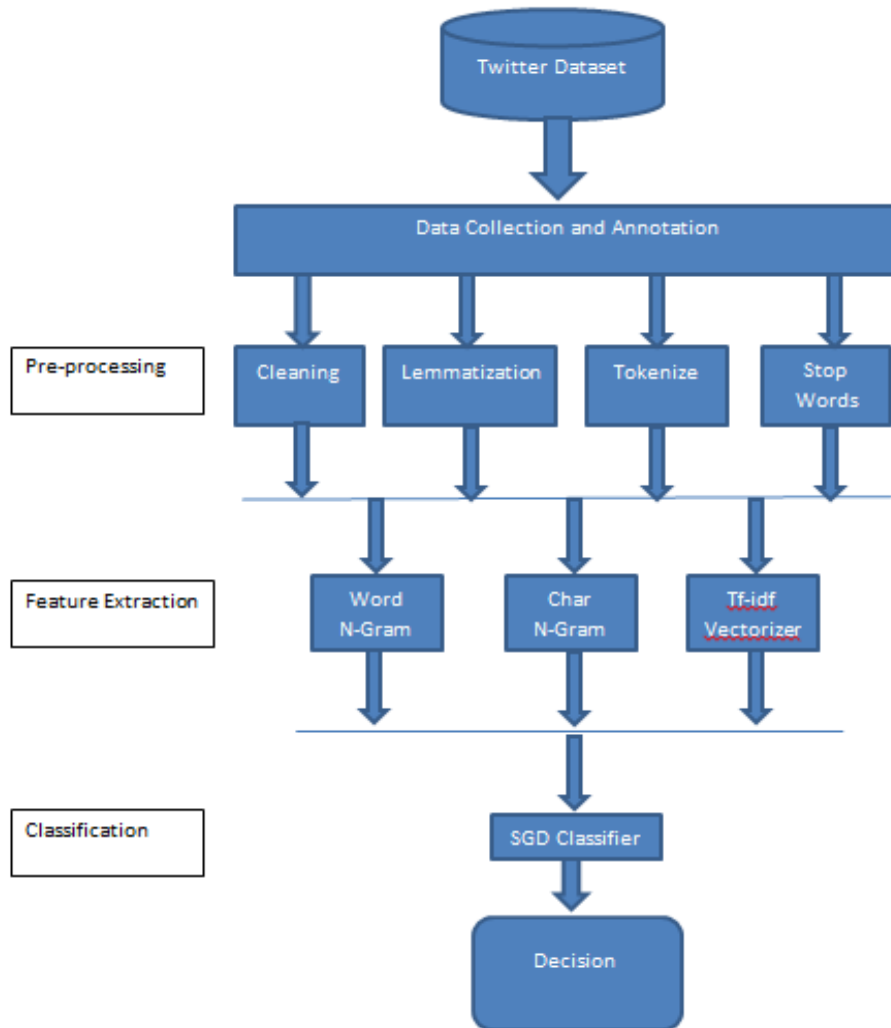 Twitter Dataset
Data Collection and Annotation
Pre-processing
Cleaning
Lemmatization
Tokenize
Stop
Words
Feature Extraction
Word
N-Gram
Char
N-Gram
Tf-idf
Vectorizer
Classification
SGD Classifier
Decision